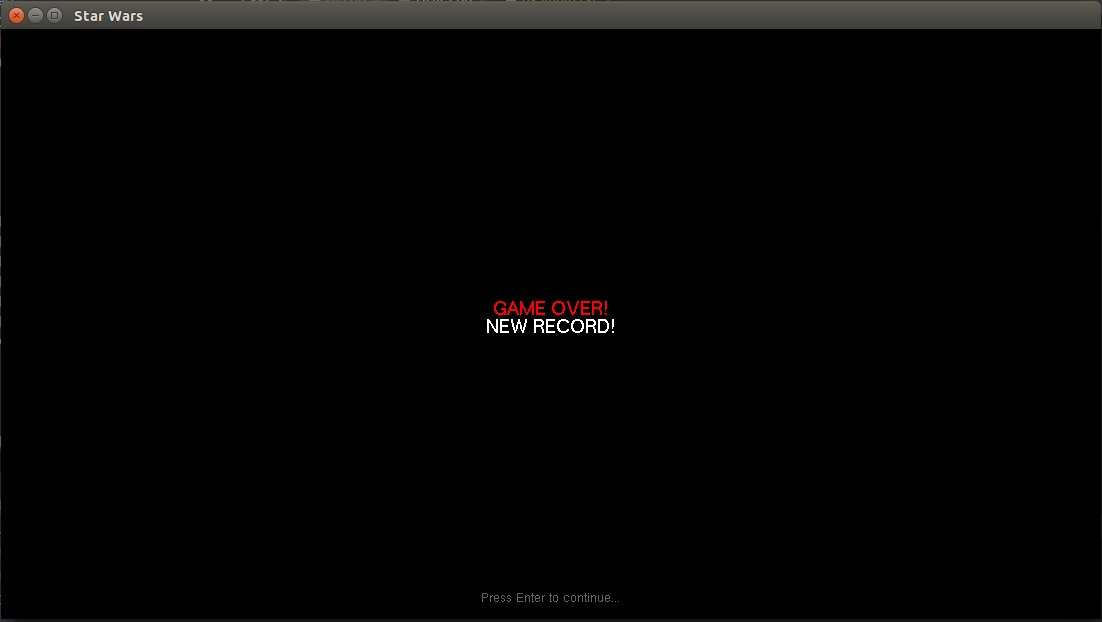 Star Wars
GAME OVER!
NEW RECORD!
Press Enter to continue...